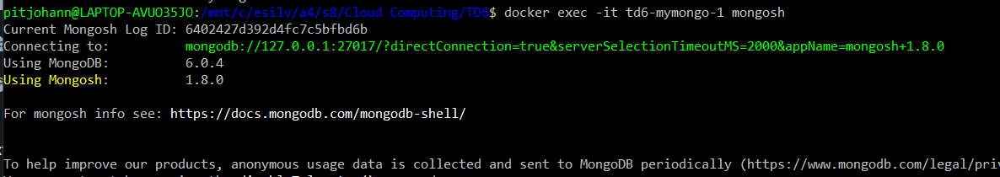 pitjohann@LAPTOP-AVUO35JO:/mnt/c/esilv/a4/s8/Cloud Computing/TD6$ docker exec -it td6-mymongo-1 mongosh
Current Mongosh Log ID: 6402427d392d4fc7c5bfbd6b
Connecting to: mongodb://127.0.0.1:27017/?directConnection=true&serverSelectionTimeoutMS=2000&appName=mongosh+1.8.0
Using MongoDB: 6.0.4
Using Mongosh: 1.8.0
For mongosh info see: https://docs.mongodb.com/mongodb-shell/
To help improve our products, anonymous usage data is collected and sent to MongoDB periodically (https://www.mongodb.com/legal/pri